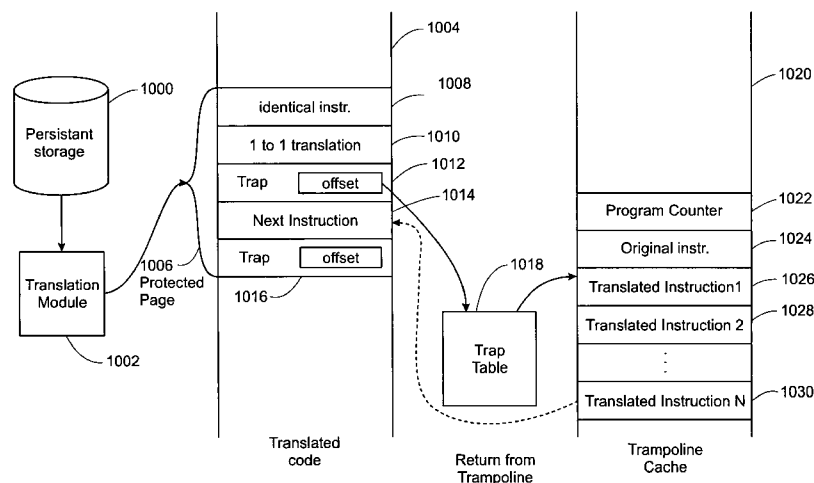 1000
Persistant
storage
Translation
Module
1002
1006
Protected
Page
1004
identical instr.
1008
1 to 1 translation
1010
Trap
offset
1012
Next Instruction
1014
Trap
offset
1016
Translated
code
1018
Trap
Table
Return from
Trampoline
1020
Program Counter
1022
Original instr.
1024
Translated Instruction1
1026
Translated Instruction 2
1028
Translated Instruction N
1030
Trampoline
Cache